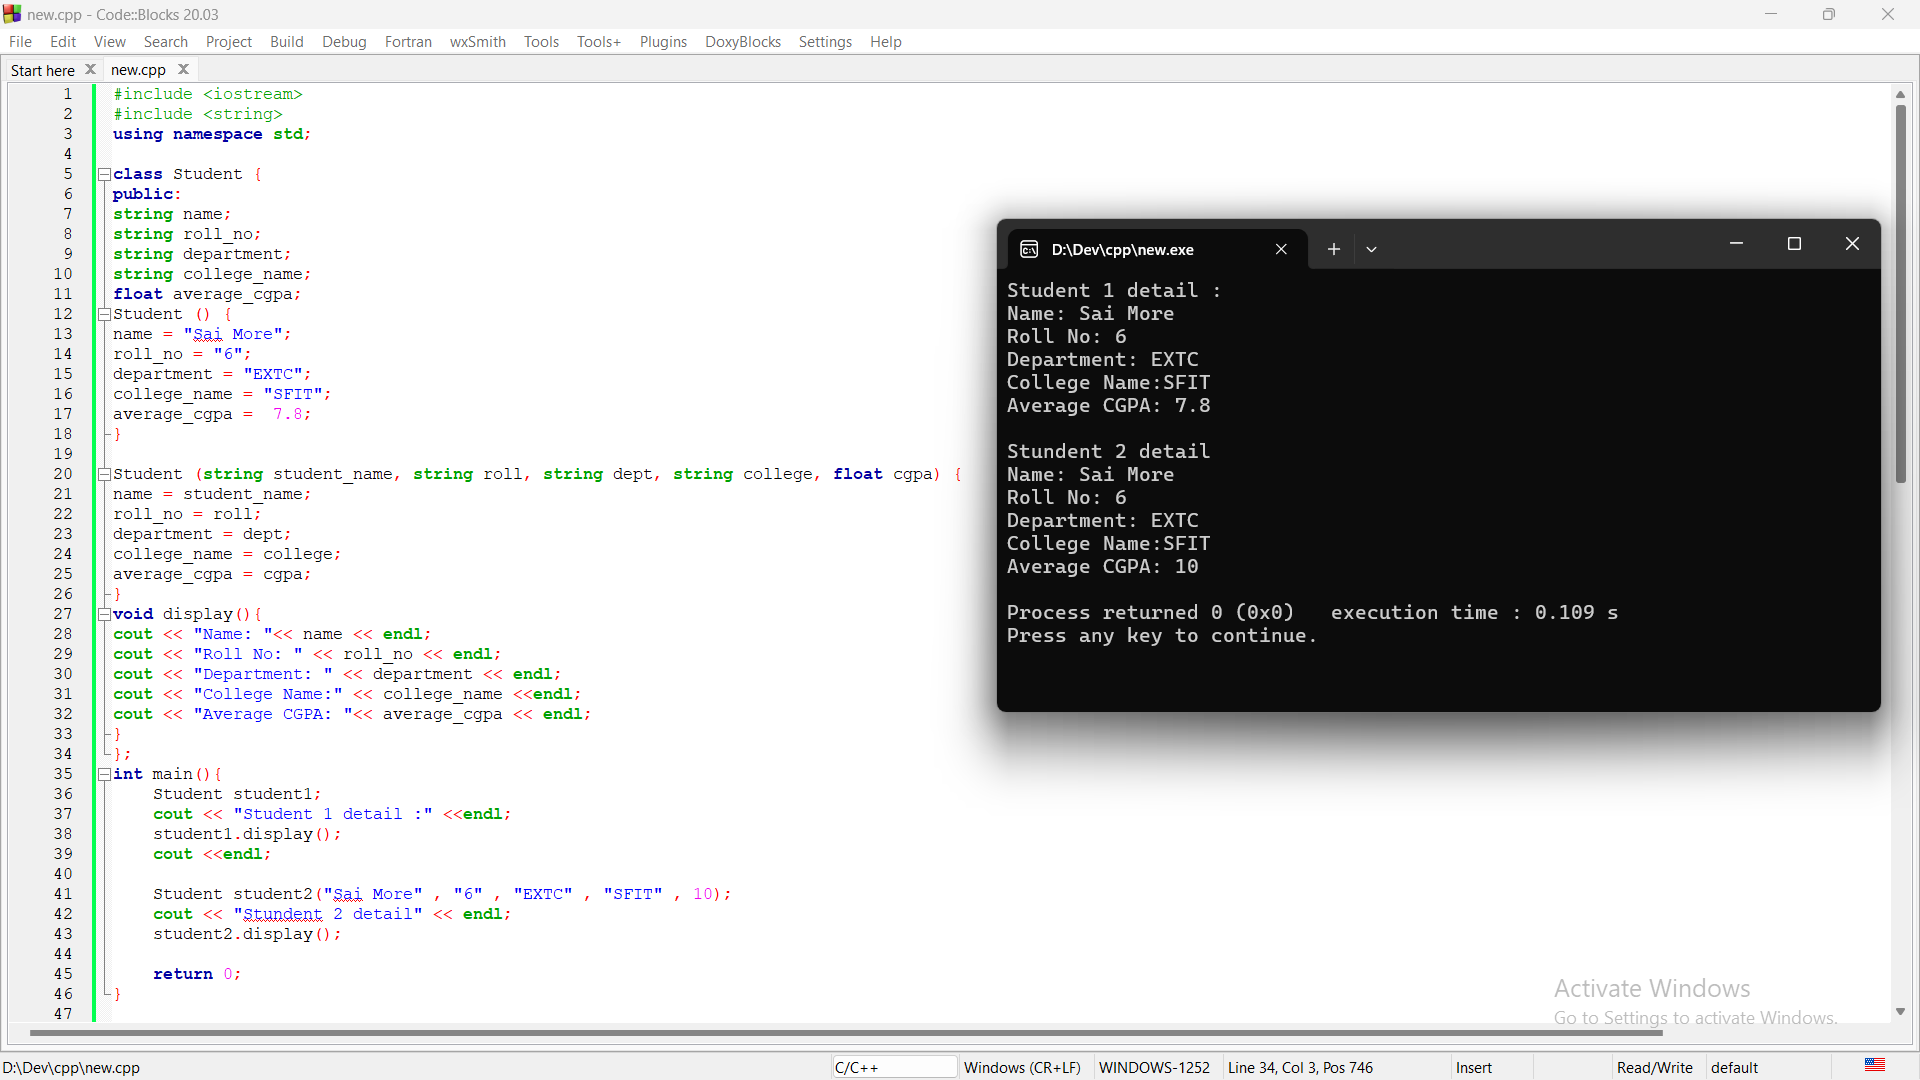 new.cpp - Code::Blocks 20.03
File Edit View Search Project Build Debug Fortran wxSmith Tools Tools+ Plugins DoxyBlocks Settings Help
Start here new.cpp
1 #include <iostream>
2 #include <string>
3 using namespace std;
4
5 class Student {
6 public:
7 string name;
8 string roll_no;
9 string department;
10 string college_name;
11 float average_cgpa;
12 Student () {
13 name = "Sai More";
14 roll_no = "6";
15 department = "EXTC";
16 college_name = "SFIT";
17 average_cgpa =  7.8;
18 }
19
20 Student (string student_name, string roll, string dept, string college, float cgpa) {
21 name = student_name;
22 roll_no = roll;
23 department = dept;
24 college_name = college;
25 average_cgpa = cgpa;
26 }
27 void display(){
28 cout << "Name: "<< name << endl;
29 cout << "Roll No: " << roll_no << endl;
30 cout << "Department: " << department << endl;
31 cout << "College Name:" << college_name <<endl;
32 cout << "Average CGPA: "<< average_cgpa << endl;
33 }
34 };
35 int main(){
36     Student student1;
37     cout << "Student 1 detail :" <<endl;
38     student1.display();
39     cout <<endl;
40
41     Student student2("Sai More" , "6" , "EXTC" , "SFIT" , 10);
42     cout << "Stundent 2 detail" << endl;
43     student2.display();
44
45     return 0;
46 }
47
D:\Dev\cpp\new.exe
Student 1 detail :
Name: Sai More
Roll No: 6
Department: EXTC
College Name:SFIT
Average CGPA: 7.8
Stundent 2 detail
Name: Sai More
Roll No: 6
Department: EXTC
College Name:SFIT
Average CGPA: 10
Process returned 0 (0x0)   execution time : 0.109 s
Press any key to continue.
Activate Windows
Go to Settings to activate Windows.
D:\Dev\cpp\new.cpp C/C++ Windows (CR+LF) WINDOWS-1252 Line 34, Col 3, Pos 746 Insert Read/Write default